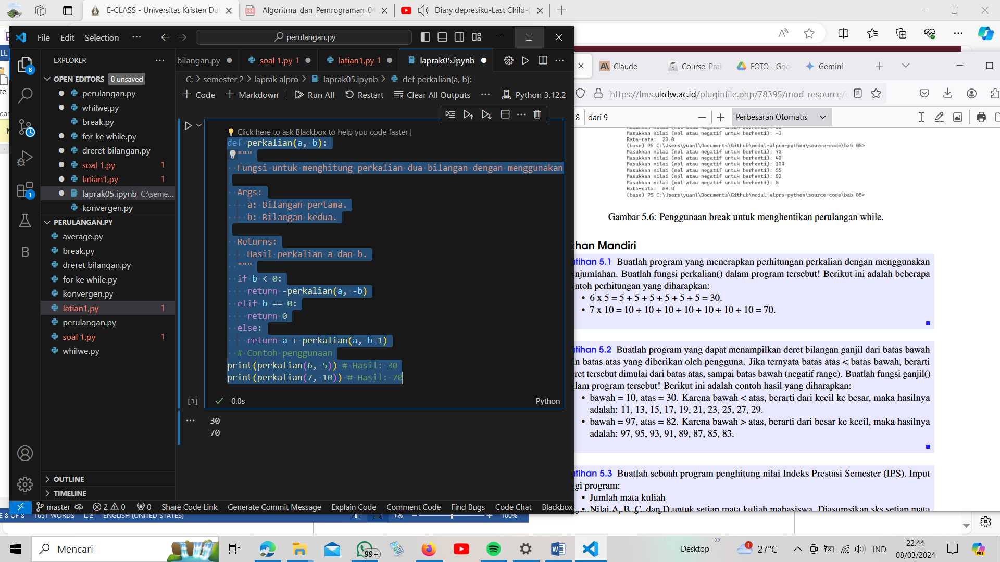 E-CLASS - Universitas Kristen Du
Algoritma_dan_Pemrograman_04
Diary depresiku-Last Child-(
File Edit Selection ...
perulangan.py
EXPLORER
OPEN EDITORS 8 unsaved
perulangan.py
whilwe.py
break.py
for ke while.py
dreret bilangan.py
soal 1.py 1
latian1,py 1
laprak05.ipynb C:\seme...
konvergen.py
PERULANGAN.PY
average.py
break.py
dreret bilangan.py
for ke while.py
konvergen.py
latian1,py 1
perulangan.py
soal 1.py 1
whilwe.py
OUTLINE
TIMELINE
8
1
B
bilangan.py
soal 1.py 1
latian1,py 1
laprak05.ipynb
C: > semester 2 > laprak alpro > laprak05.ipynb > def perkalian(a, b):
+ Code + Markdown Run All Restart Clear All Outputs ... Python 3.12.2
Click here to ask Blackbox to help you code faster |
def perkalian(a, b):
"""
Fungsi untuk menghitung perkalian dua bilangan dengan menggunakan
Args:
a: Bilangan pertama.
b: Bilangan kedua.
Returns:
Hasil perkalian a dan b.
"""
if b < 0:
return -perkalian(a, -b)
elif b == 0:
return 0
else:
return a + perkalian(a, b-1)
# Contoh penggunaan
print(perkalian(6, 5)) # Hasil: 30
print(perkalian(7, 10)) # Hasil: 70
[3] 0.0s Python
30
70
master 2 0 0 Share Code Link Generate Commit Message Explain Code Comment Code Find Bugs Code Chat Blackbox
E 8 OF 8 1651 WORDS ENGLISH (UNITED STATES) 100%
Claude
Course: Pra
FOTO - Goo
Gemini
https://lms.ukdw.ac.id/pluginfile.php/78395/mod_resource/c
8 dari 9
Perbesaran Otomatis
Masukkan nilai (nol atau negatif untuk berhenti): -3
Rata-rata: 20.0
(base) PS C:\Users\yuanl\Documents\Github\modul-alpro-python\source-code\bab 05>
Masukkan nilai (nol atau negatif untuk berhenti): 70
Masukkan nilai (nol atau negatif untuk berhenti): 40
Masukkan nilai (nol atau negatif untuk berhenti): 100
Masukkan nilai (nol atau negatif untuk berhenti): 55
Masukkan nilai (nol atau negatif untuk berhenti): 82
Masukkan nilai (nol atau negatif untuk berhenti): 0
Rata-rata: 69.4
(base) PS C:\Users\yuanl\Documents\Github\modul-alpro-python\source-code\bab 05>
Gambar 5.6: Penggunaan break untuk menghentikan perulangan while.
ihan Mandiri
tihan 5.1 Buatlah program yang menerapkan perhitungan perkalian dengan menggunakan
njumlahan. Buatlah fungsi perkalian() dalam program tersebut! Berikut ini adalah beberapa
ontoh perhitungan yang diharapkan:
• 6 x 5 = 5 + 5 + 5 + 5 + 5 + 5 = 30.
• 7 x 10 = 10 + 10 + 10 + 10 + 10 + 10 + 10 = 70.
tihan 5.2 Buatlah program yang dapat menampilkan deret bilangan ganjil dari batas bawah
n batas atas yang diberikan oleh pengguna. Jika ternyata batas atas < batas bawah, berarti
ret tersebut dimulai dari batas atas, sampai batas bawah (negatif range). Buatlah fungsi ganjil()
lam program tersebut! Berikut ini adalah contoh hasil yang diharapkan:
• bawah = 10, atas = 30. Karena bawah < atas, berarti dari kecil ke besar, maka hasilnya
adalah: 11, 13, 15, 17, 19, 21, 23, 25, 27, 29.
• bawah = 97, atas = 82. Karena bawah > atas, berarti dari besar ke kecil, maka hasilnya
adalah: 97, 95, 93, 91, 89, 87, 85, 83.
tihan 5.3 Buatlah sebuah program penghitung nilai Indeks Prestasi Semester (IPS). Input
gi program:
• Jumlah mata kuliah
• Nilai A, B, C, dan D untuk setiap mata kuliah mahasiswa. Diasumsikan sks setiap mata
Mencari
99+
Desktop
1
27°C
IND
22.44
08/03/2024
PRE